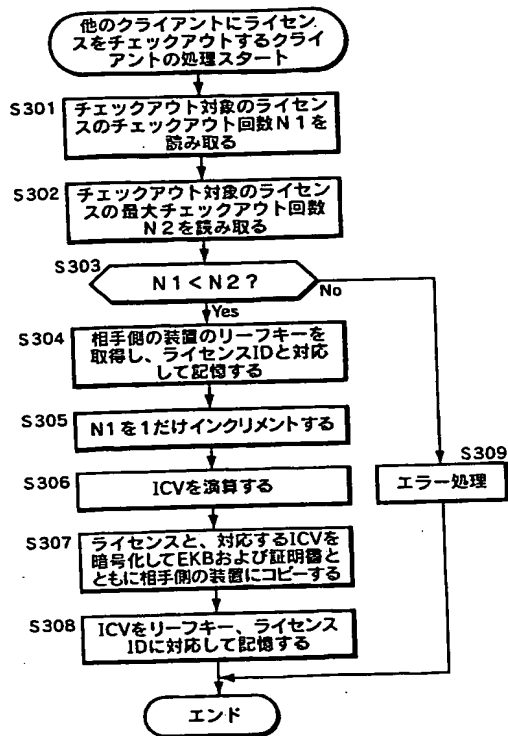 他のクライアントにライセン
スをチェックアウトするクライ
アントの処理スタート
S301
チェックアウト対象のライセン
スのチェックアウト回数N1を
読み取る
S302
チェックアウト対象のライセン
スの最大チェックアウト回数
N2を読み取る
S303
N1<N2?
No
Yes
S304
相手側の装置のリーフキーを
取得し、ライセンスIDと対応
して記憶する
S305
N1を1だけインクリメントする
S306
ICVを演算する
S309
エラー処理
S307
ライセンスと、対応するICVを
暗号化してEKBおよび証明書と
ともに相手側の装置にコピーする
S308
ICVをリーフキー、ライセンス
IDに対応して記憶する
エンド